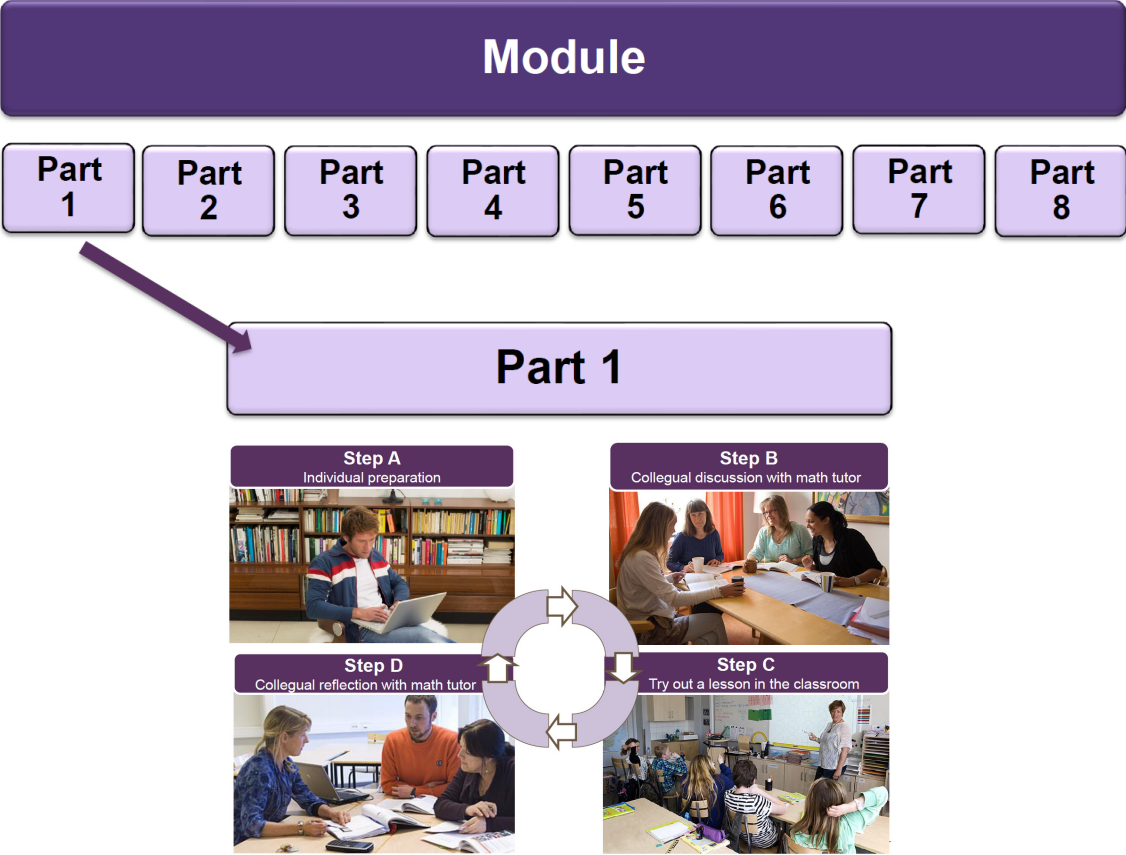 Module
Part
1
Part
2
Part
3
Part
4
Part
5
Part
6
Part
7
Part
8
Part 1
Step A
Individual preparation
Step B
Collegual discussion with math tutor
Step D
Collegual reflection with math tutor
Step C
Try out a lesson in the classroom